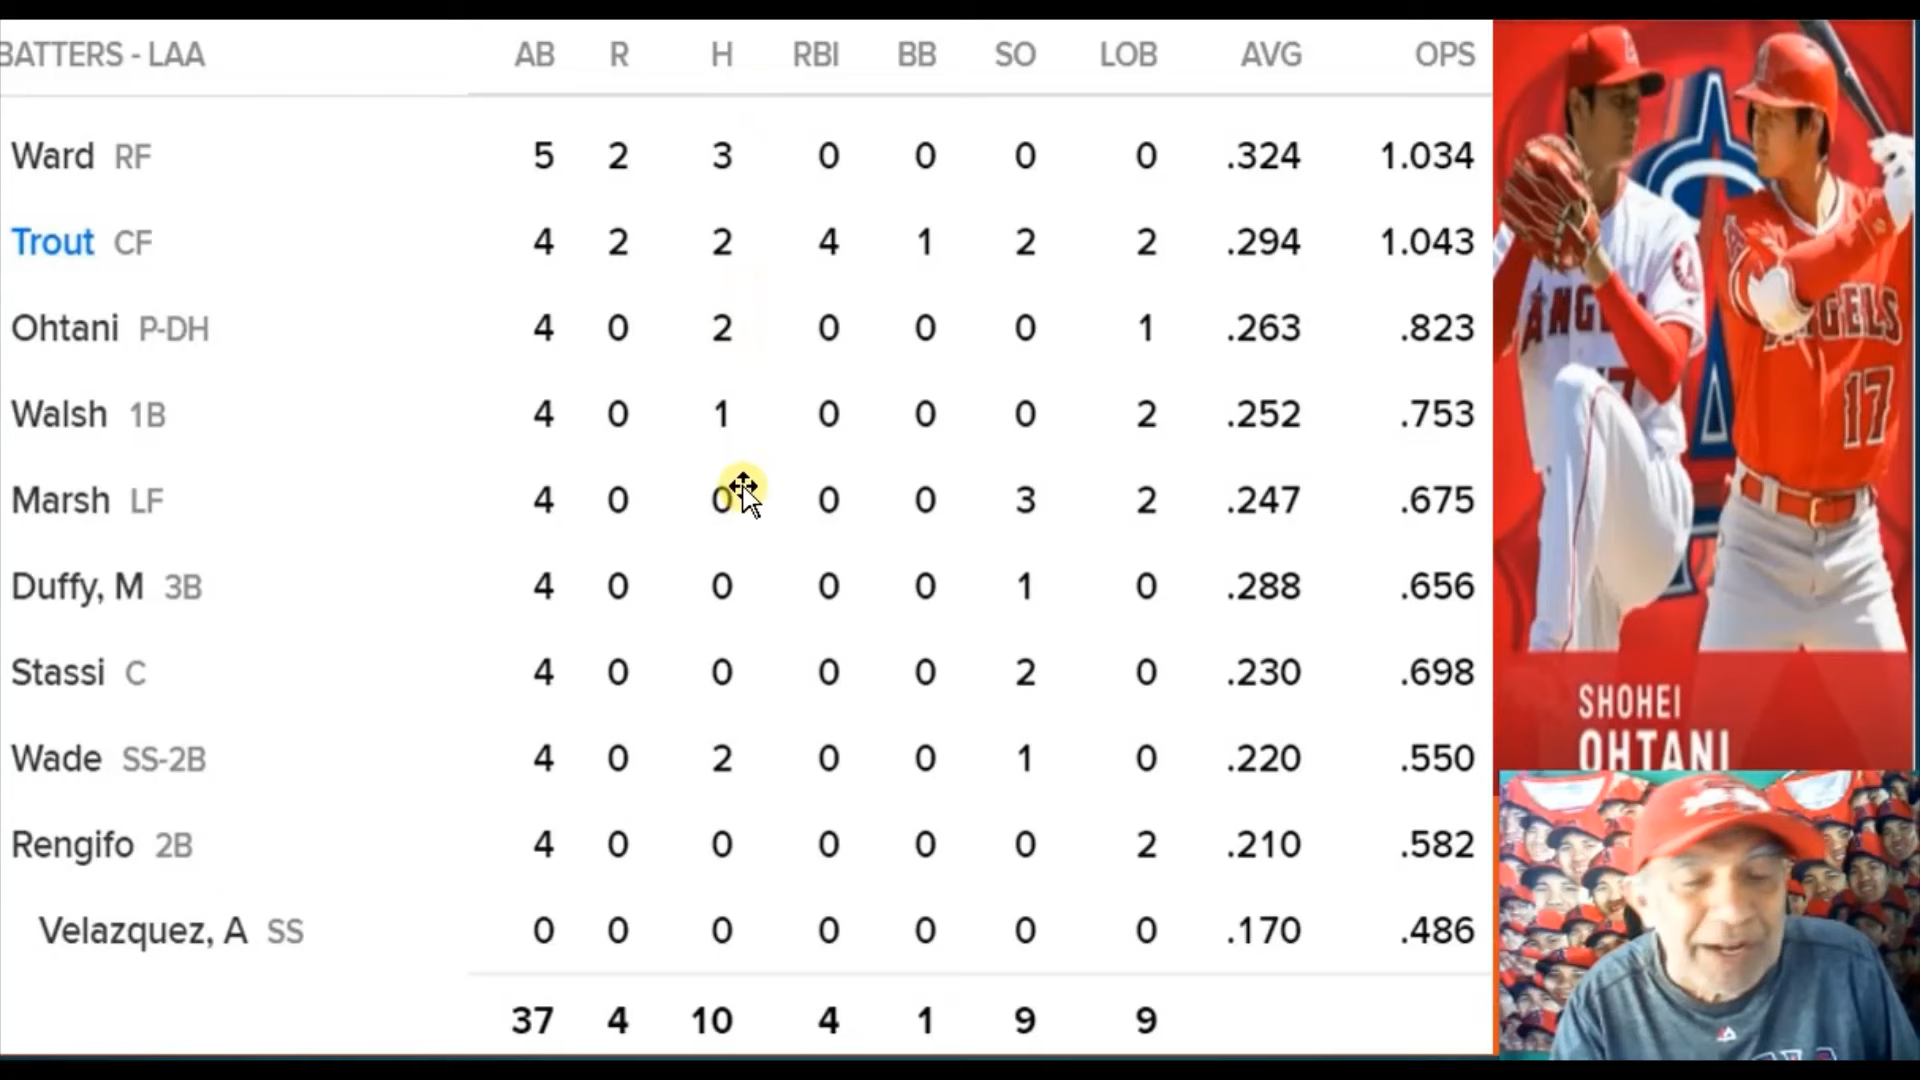 BATTERS - LAA AB R H RBI BB SO LOB AVG OPS
Ward RF 5 2 3 0 0 0 0 .324 1.034
Trout CF 4 2 2 4 1 2 2 .294 1.043
Ohtani P-DH 4 0 2 0 0 0 1 .263 .823
Walsh 1B 4 0 1 0 0 0 2 .252 .753
Marsh LF 4 0 0 0 0 3 2 .247 .675
Duffy, M 3B 4 0 0 0 0 1 0 .288 .656
Stassi C 4 0 0 0 0 2 0 .230 .698
Wade SS-2B 4 0 2 0 0 1 0 .220 .550
Rengifo 2B 4 0 0 0 0 0 2 .210 .582
Velazquez, A SS 0 0 0 0 0 0 0 .170 .486
37 4 10 4 1 9 9
ANGELS
17
SHOHEI
OHTANI